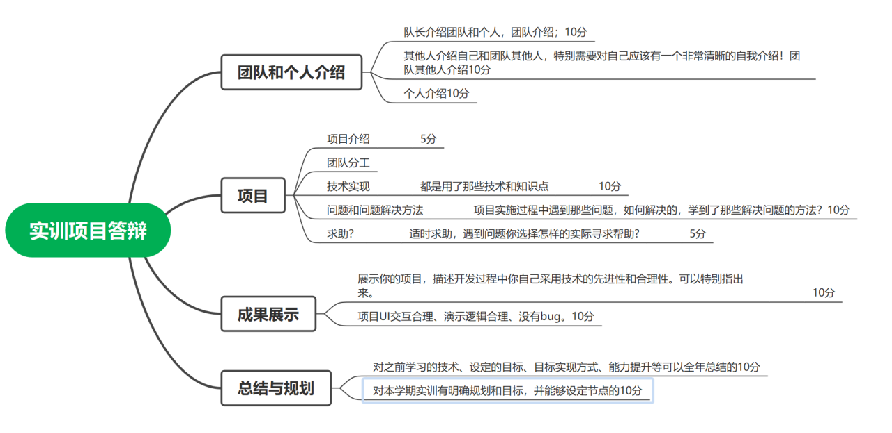 实训项目答辩
团队和个人介绍
队长介绍团队和个人，团队介绍；10分
其他人介绍自己和团队其他人，特别需要对自己应该有一个非常清晰的自我介绍！团
队其他人介绍10分
个人介绍10分
项目
项目介绍 5分
团队分工
技术实现 都是用了那些技术和知识点 10分
问题和问题解决方法 项目实施过程中遇到那些问题，如何解决的，学到了那些解决问题的方法？10分
求助？ 适时求助，遇到问题你选择怎样的实际寻求帮助？ 5分
成果展示
展示你的项目，描述开发过程中你自己采用技术的先进性和合理性。可以特别指出
来。 10分
项目UI交互合理、演示逻辑合理、没有bug，10分
总结与规划
对之前学习的技术、设定的目标、目标实现方式、能力提升等可以全年总结的10分
对本学期实训有明确规划和目标，并能够设定节点的10分